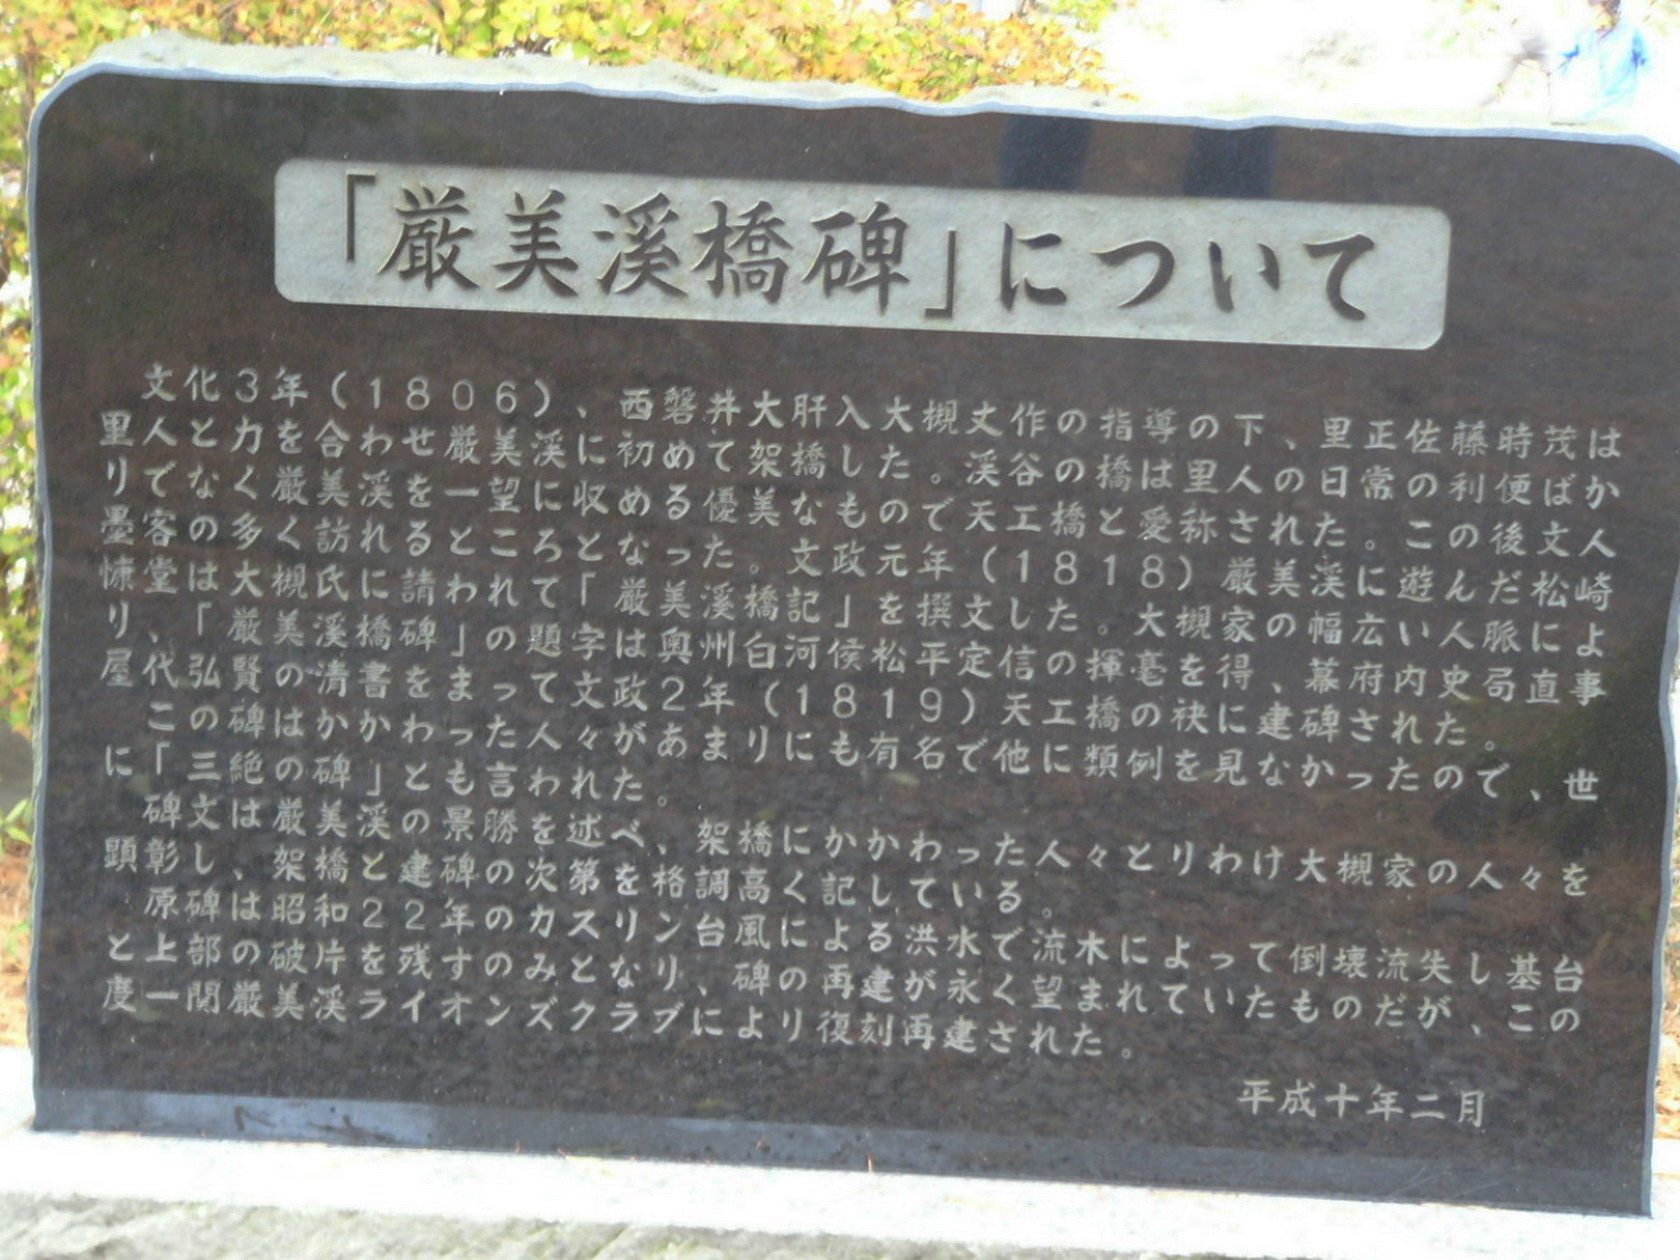 「厳美溪橋碑」について
文化3年(1806)、西磐井大肝入大槻丈作の指導の下、里正佐藤時茂は
里人と力を合わせ厳美溪に初めて架橋した。溪谷の橋は里人の日常の利便ばか
りでなく厳美溪を一望に収める優美なもので天工橋と愛称された。この後文人
墨客の多く訪れるところとなった。文政元年(1818)厳美溪に遊んだ松崎
慊堂は大槻氏に請われて「厳美溪橋記」を撰文した。大槻家の幅広い人脈によ
り、「厳美溪橋碑」の題字は奥州白河侯松平定信の揮毫を得、幕府内史局直事
屋代弘賢の清書をまって文政2年(1819)天工橋の袂に建碑された。
この碑はかかわった人々があまりにも有名で他に類例を見なかったので、世
に「三絶の碑」とも言われた。
碑文は、厳美溪の景勝を述べ、架橋にかかわった人々とりわけ大槻家の人々を
顕彰し、架橋と建碑の次第を格調高く記している。
原碑は昭和22年のカスリン台風による洪水で流木によって倒壊流失し基台
と上部の破片を残すのみとなり、碑の再建が永く望まれていたものだが、この
度一関厳美溪ライオンズクラブにより復刻再建された。
平成十年二月